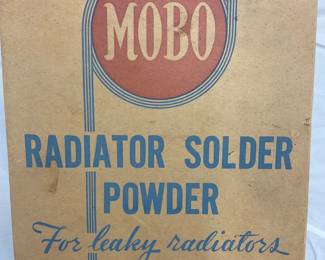 MOBO
RADIATOR SOLDER
POWDER
For leaky radiators